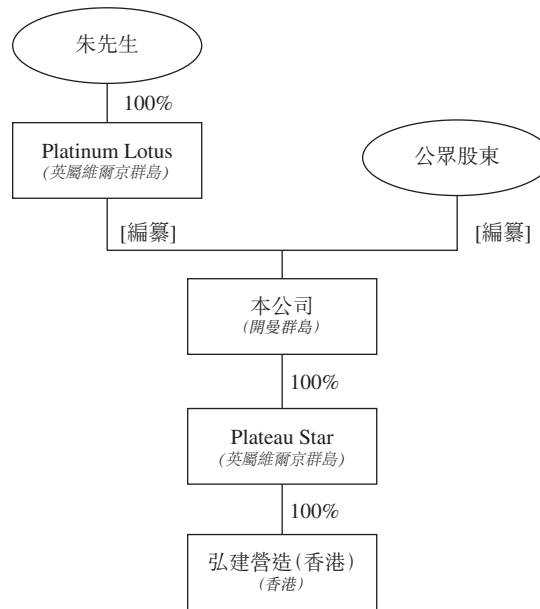 朱先生
100%
Platinum Lotus
(英屬維爾京群島)
公眾股東
[編纂]
[編纂]
本公司
(開曼群島)
100%
Plateau Star
(英屬維爾京群島)
100%
弘建營造(香港)
(香港)